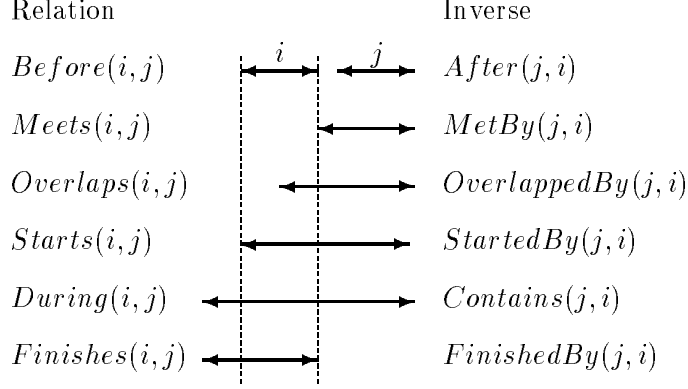 Relation Inverse
Before(i, j) i j After(j, i)
Meets(i, j) MetBy(j, i)
Overlaps(i, j) OverlappedBy(j, i)
Starts(i, j) StartedBy(j, i)
During(i, j) Contains(j, i)
Finishes(i, j) FinishedBy(j, i)